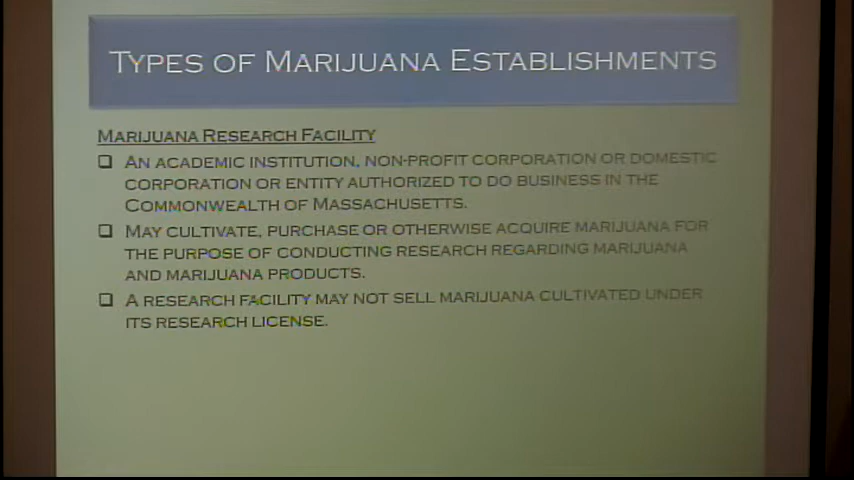 TYPES OF MARIJUANA ESTABLISHMENTS
MARIJUANA RESEARCH FACILITY
AN ACADEMIC INSTITUTION, NON-PROFIT CORPORATION OR DOMESTIC
CORPORATION OR ENTITY AUTHORIZED TO DO BUSINESS IN THE
COMMONWEALTH OF MASSACHUSETTS.
MAY CULTIVATE, PURCHASE OR OTHERWISE ACQUIRE MARIJUANA FOR
THE PURPOSE OF CONDUCTING RESEARCH REGARDING MARIJUANA
AND MARIJUANA PRODUCTS.
A RESEARCH FACILITY MAY NOT SELL MARIJUANA CULTIVATED UNDER
ITS RESEARCH LICENSE.